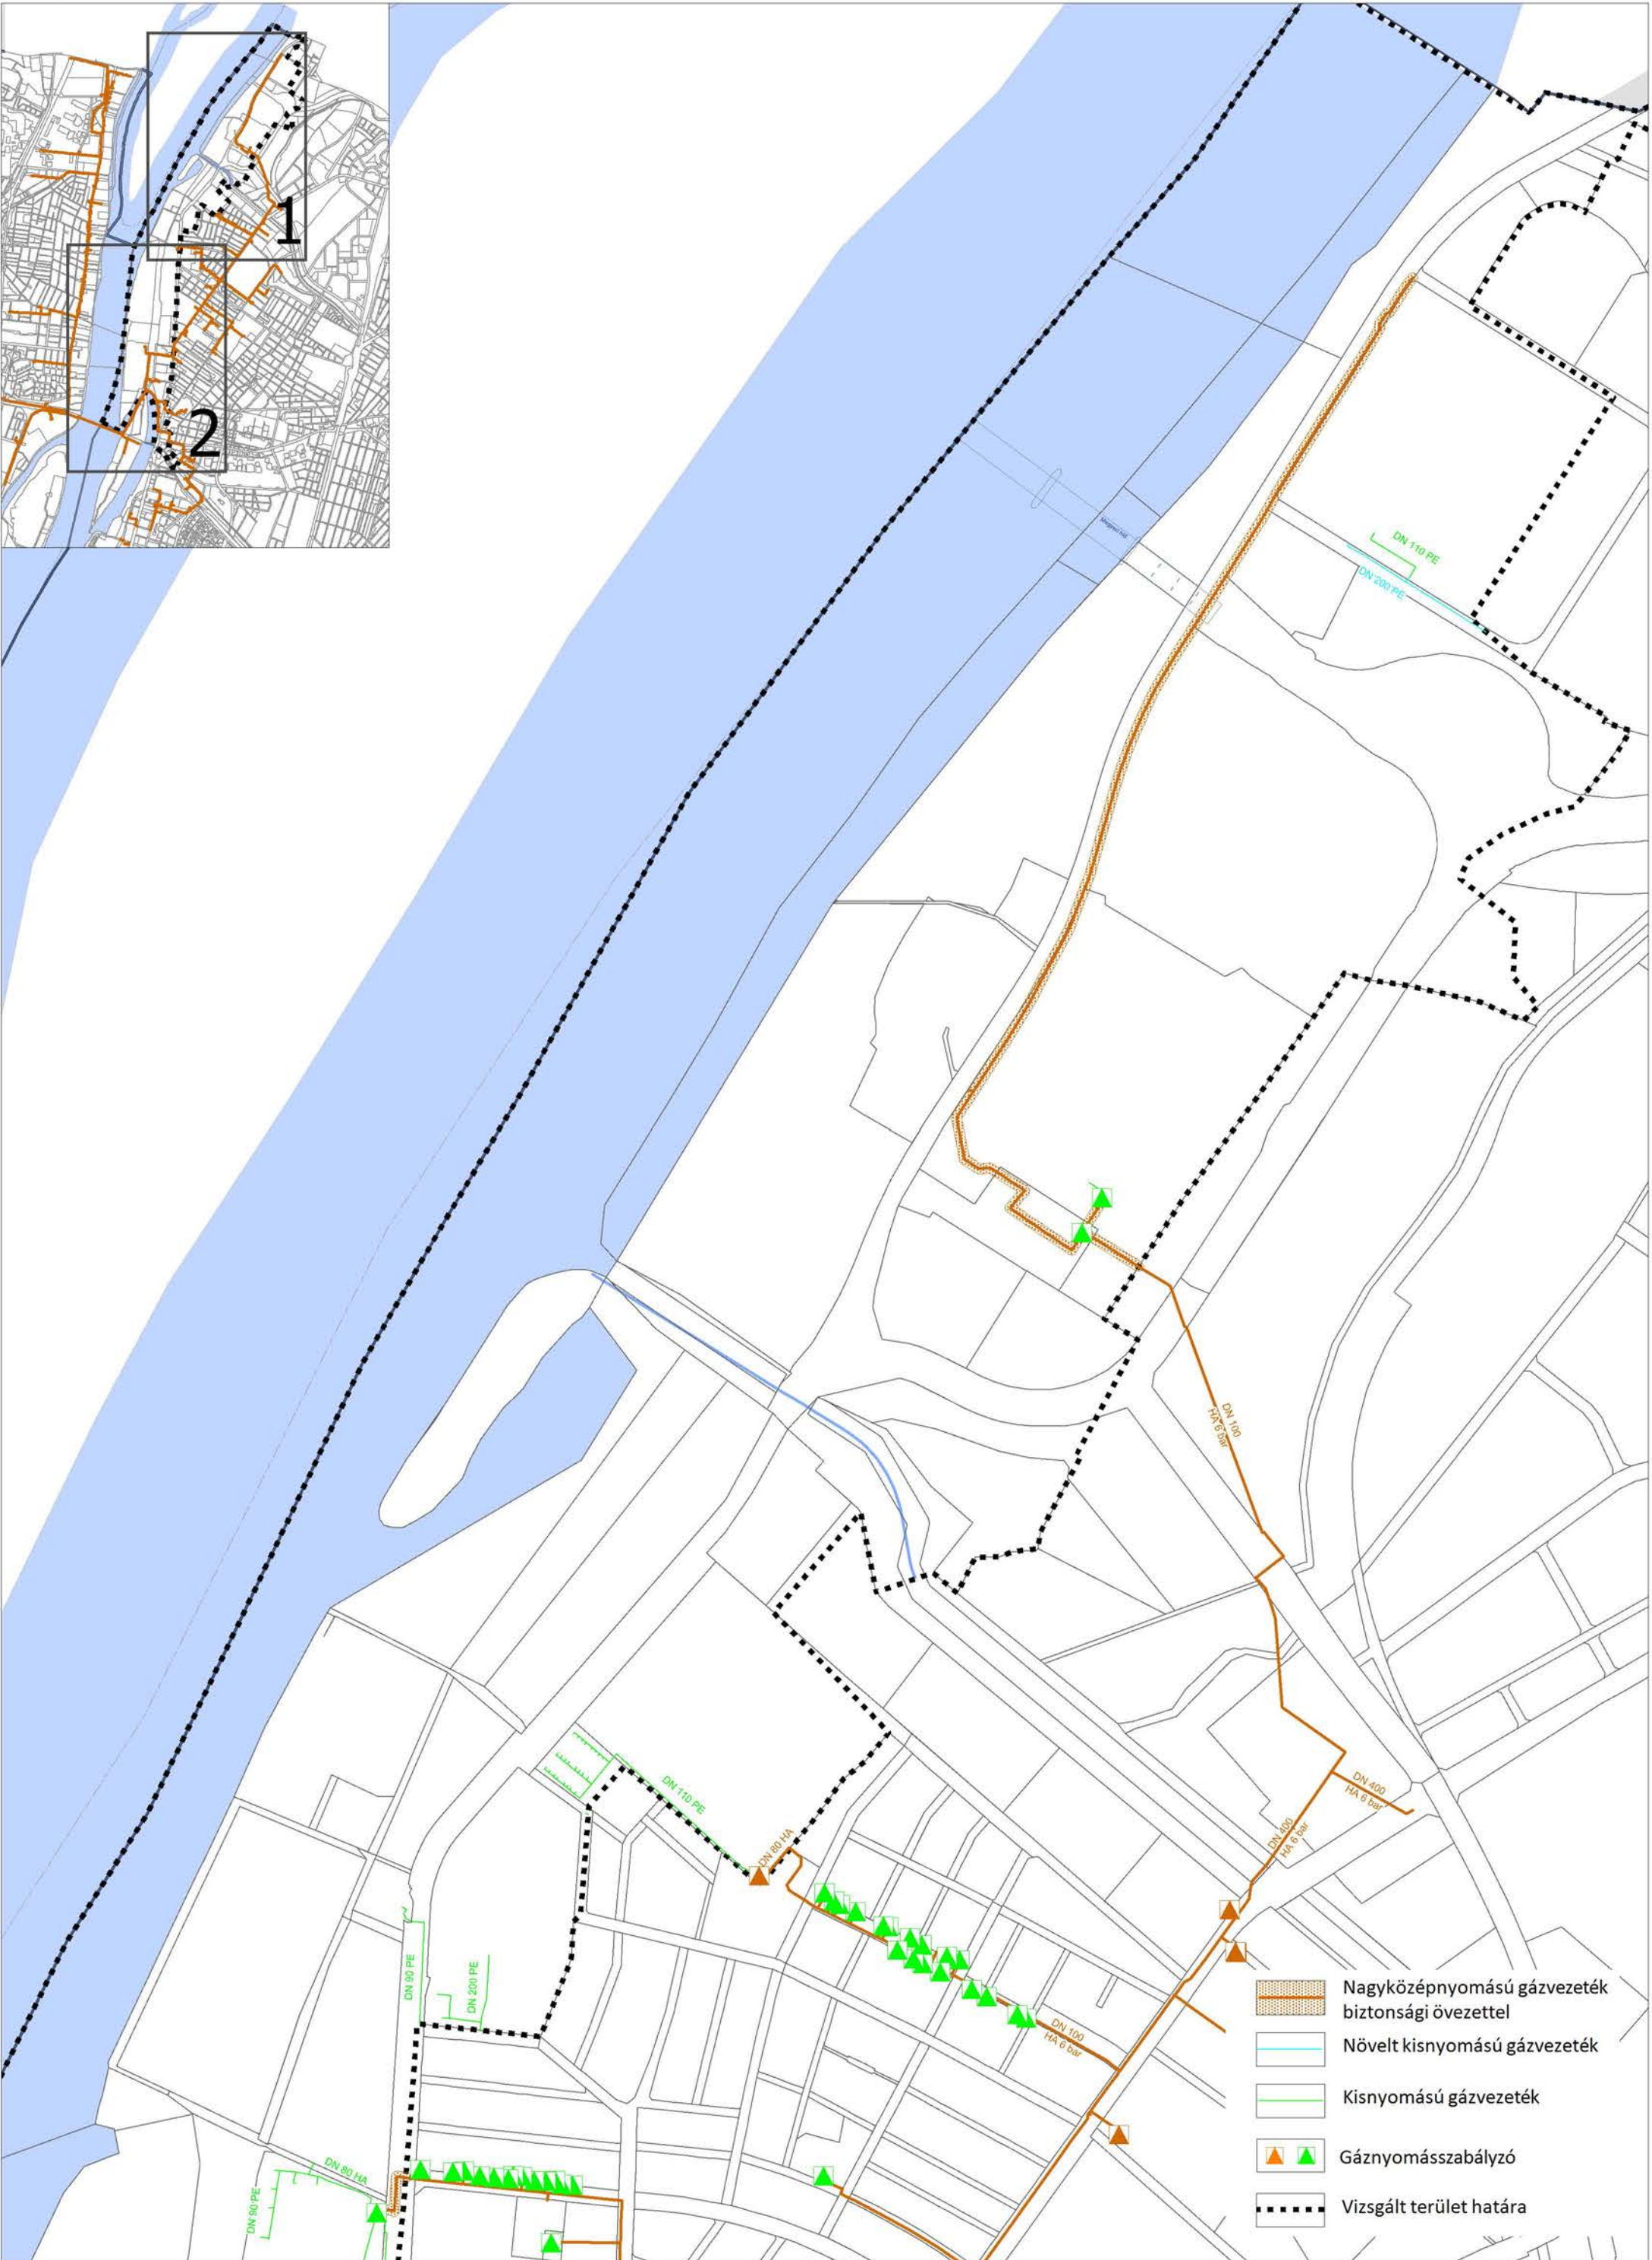 1
2
Megyeri híd
DN 110 PE
DN 200 PE
DN 100
HA 6 bar
DN 400
HA 6 bar
DN 400
HA 6 bar
DN 110 PE
DN 80 HA
DN 90 PE
DN 200 PE
DN 100
HA 6 bar
DN 80 HA
DN 90 PE
Nagyközépnyomású gázvezeték
biztonsági övezettel
Növelt kisnyomású gázvezeték
Kisnyomású gázvezeték
Gáznyomásszabályzó
Vizsgált terület határa